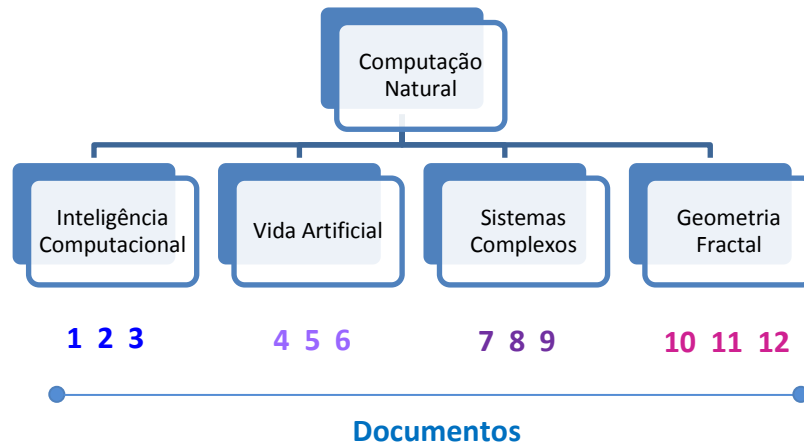 Computação
Natural
Inteligência
Computacional
Vida Artificial
Sistemas
Complexos
Geometria
Fractal
1 2 3
4 5 6
7 8 9
10 11 12
Documentos